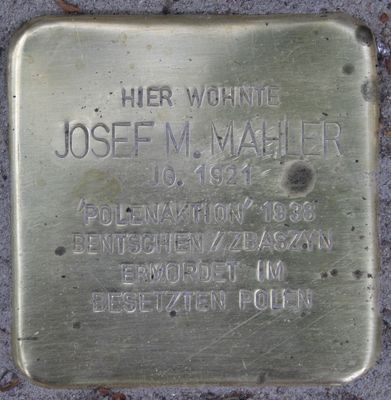 HIER WOHNTE
JOSEF M. MAHLER
JG. 1921
'POLENAKTION' 1938
BENTSCHEN / ZBASZYN
ERMORDET IM
BESETZTEN POLEN